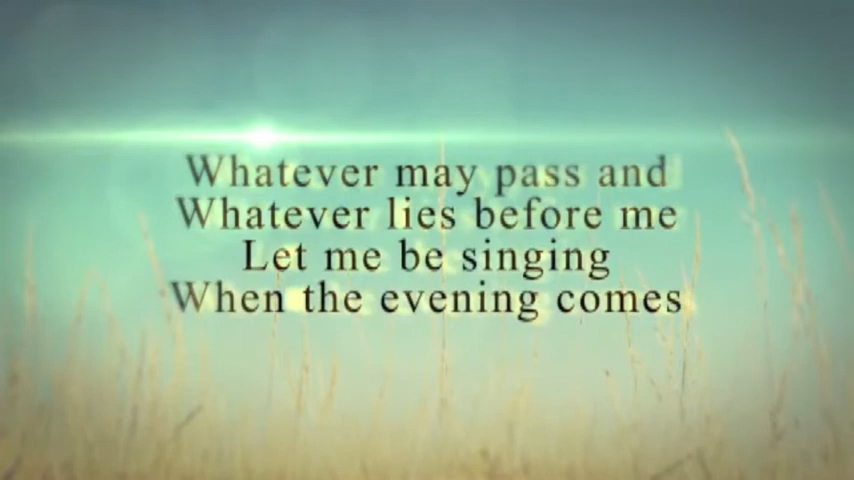 Whatever may pass and
Whatever lies before me
Let me be singing
When the evening comes